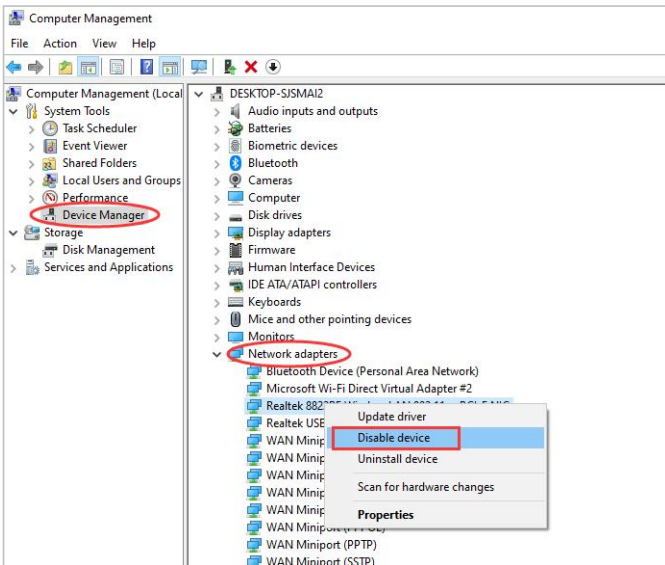 Computer Management
File Action View Help
Computer Management (Local
System Tools
Task Scheduler
Event Viewer
Shared Folders
Local Users and Groups
Performance
Device Manager
Storage
Disk Management
Services and Applications
DESKTOP-SJSMAI2
Audio inputs and outputs
Batteries
Biometric devices
Bluetooth
Cameras
Computer
Disk drives
Display adapters
Firmware
Human Interface Devices
IDE ATA/ATAPI controllers
Keyboards
Mice and other pointing devices
Monitors
Network adapters
Bluetooth Device (Personal Area Network)
Microsoft Wi-Fi Direct Virtual Adapter #2
Realtek
Realtek USB
WAN Minip
WAN Minip
WAN Minip
WAN Minip
WAN Minip
WAN
WAN Miniport (PPTP)
WAN Miniport (SSTP)
Update driver
Disable device
Uninstall device
Scan for hardware changes
Properties